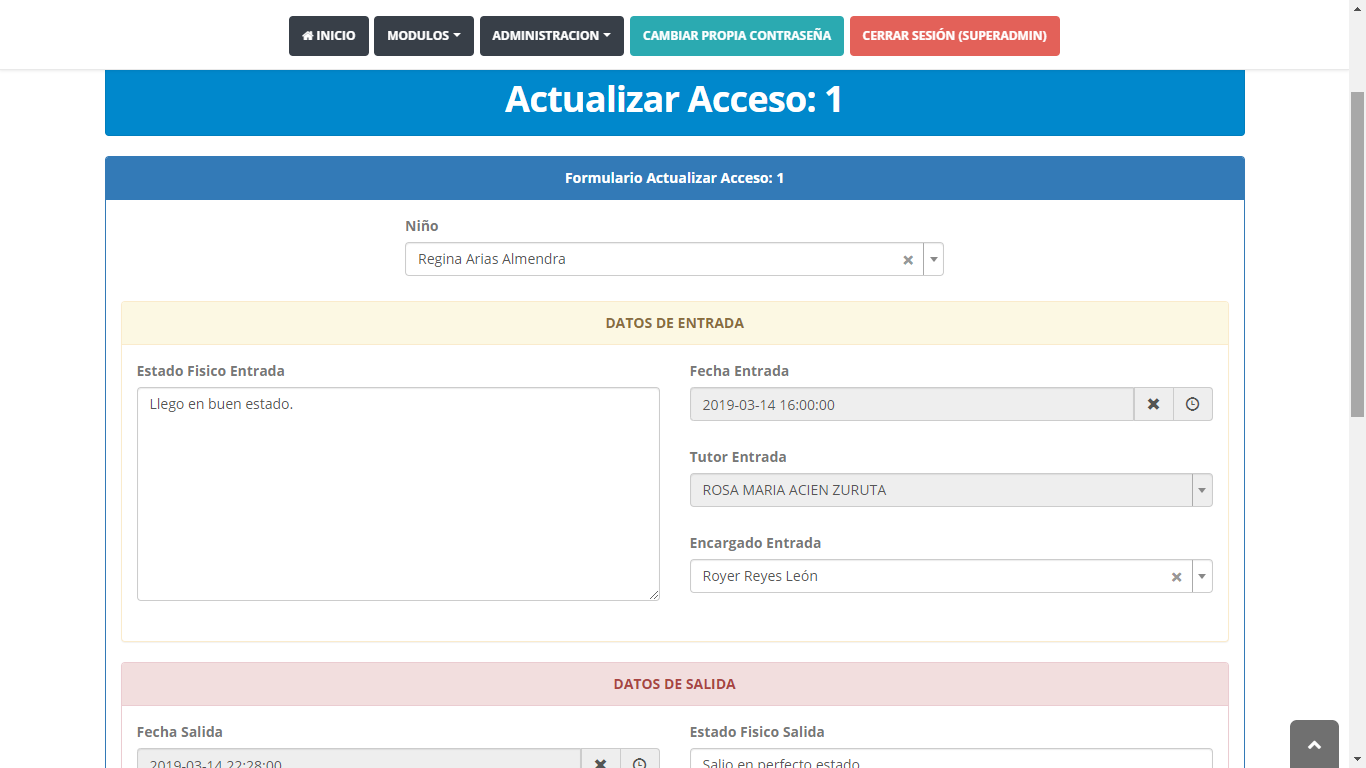 INICIO
MODULOS
ADMINISTRACION
CAMBIAR PROPIA CONTRASEÑA
CERRAR SESIÓN (SUPERADMIN)
Actualizar Acceso: 1
Formulario Actualizar Acceso: 1
Niño
Regina Arias Almendra
DATOS DE ENTRADA
Estado Fisico Entrada
Llego en buen estado.
Fecha Entrada
2019-03-14 16:00:00
Tutor Entrada
ROSA MARIA ACIEN ZURUTA
Encargado Entrada
Royer Reyes León
DATOS DE SALIDA
Fecha Salida
2019-03-14 22:28:00
Estado Fisico Salida
Salio en perfecto estado